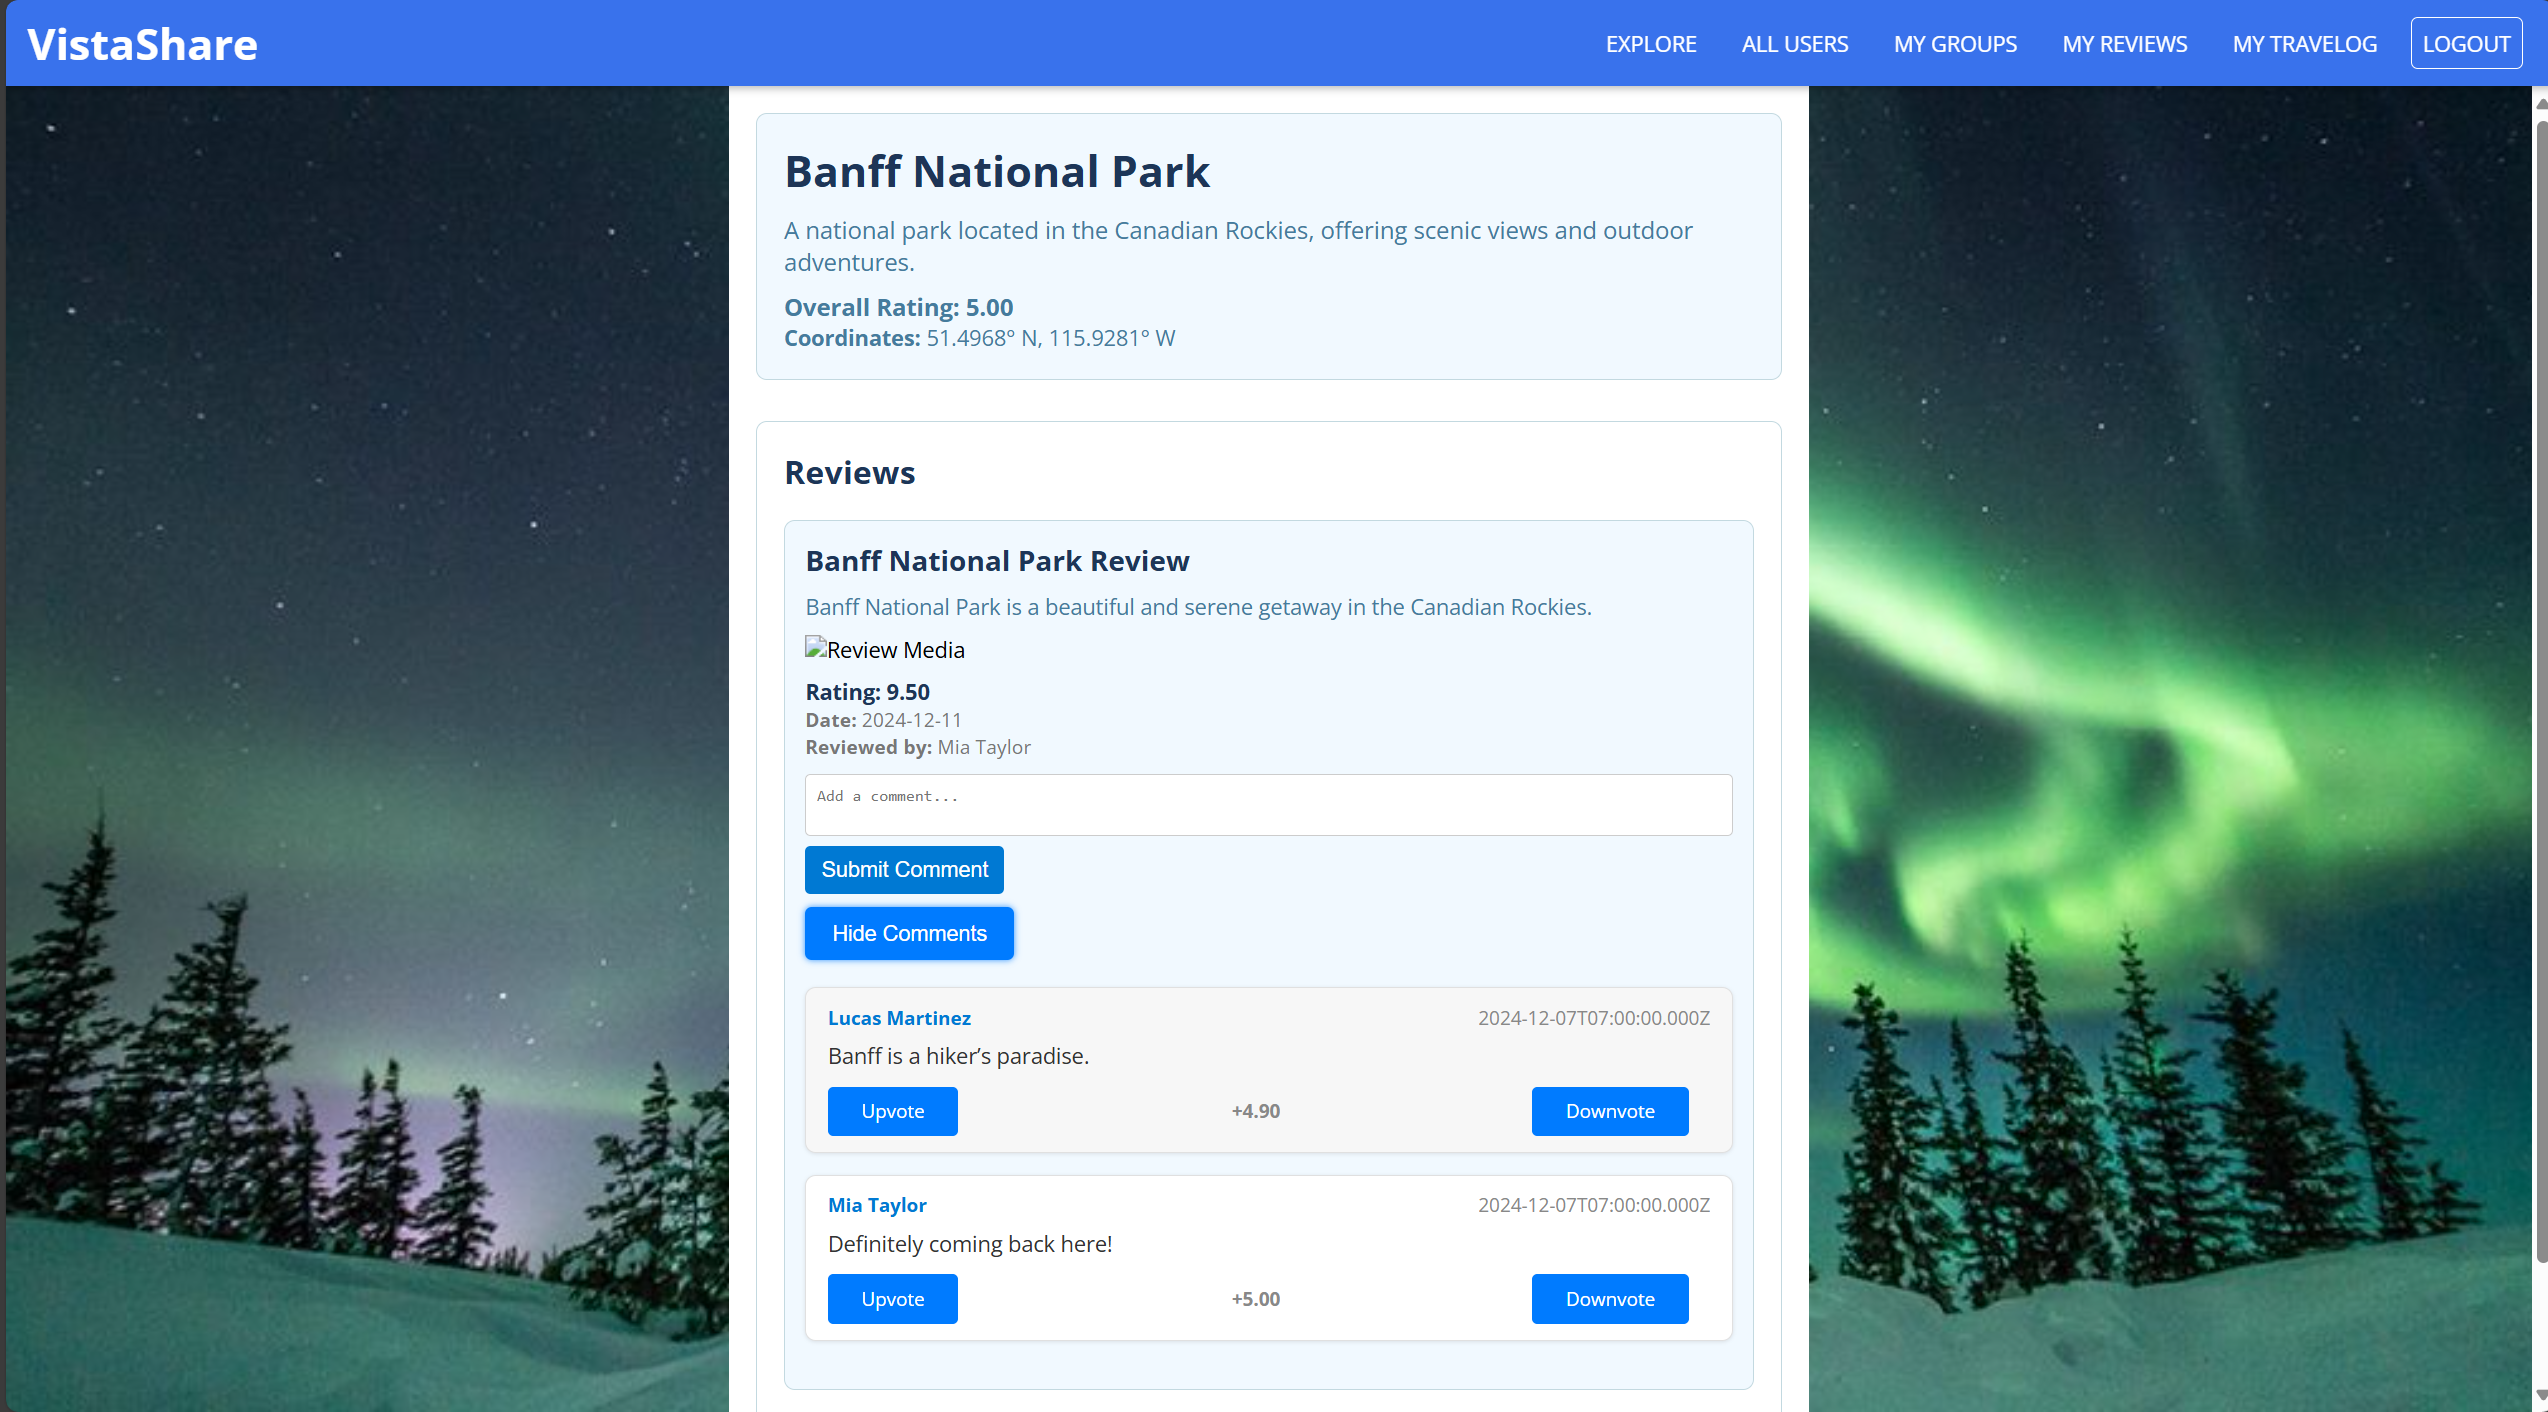 VistaShare
EXPLORE ALL USERS MY GROUPS MY REVIEWS MY TRAVELOG LOGOUT
Banff National Park
A national park located in the Canadian Rockies, offering scenic views and outdoor
adventures.
Overall Rating: 5.00
Coordinates: 51.4968° N, 115.9281° W
Reviews
Banff National Park Review
Banff National Park is a beautiful and serene getaway in the Canadian Rockies.
Review Media
Rating: 9.50
Date: 2024-12-11
Reviewed by: Mia Taylor
Add a comment...
Submit Comment
Hide Comments
Lucas Martinez 2024-12-07T07:00:00.000Z
Banff is a hiker’s paradise.
Upvote +4.90 Downvote
Mia Taylor 2024-12-07T07:00:00.000Z
Definitely coming back here!
Upvote +5.00 Downvote